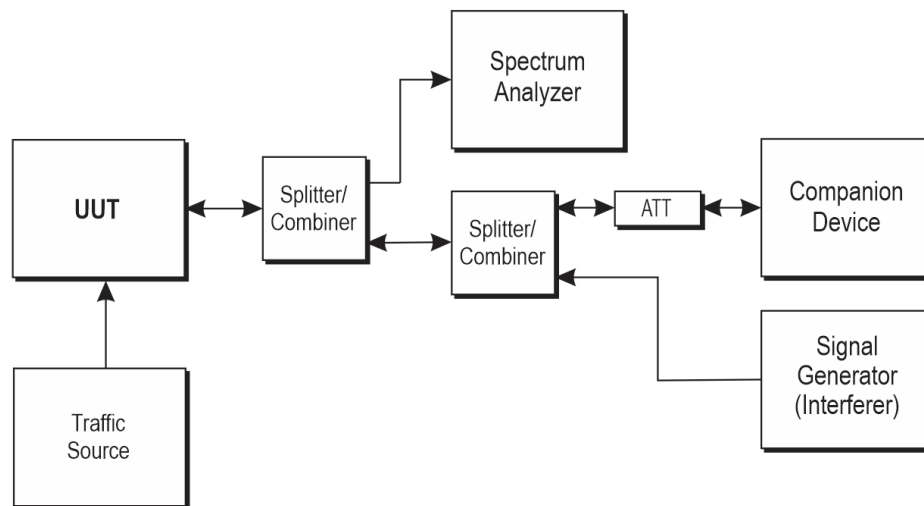 Spectrum
Analyzer
UUT
Splitter/
Combiner
Splitter/
Combiner
ATT
Companion
Device
Traffic
Source
Signal
Generator
(Interferer)